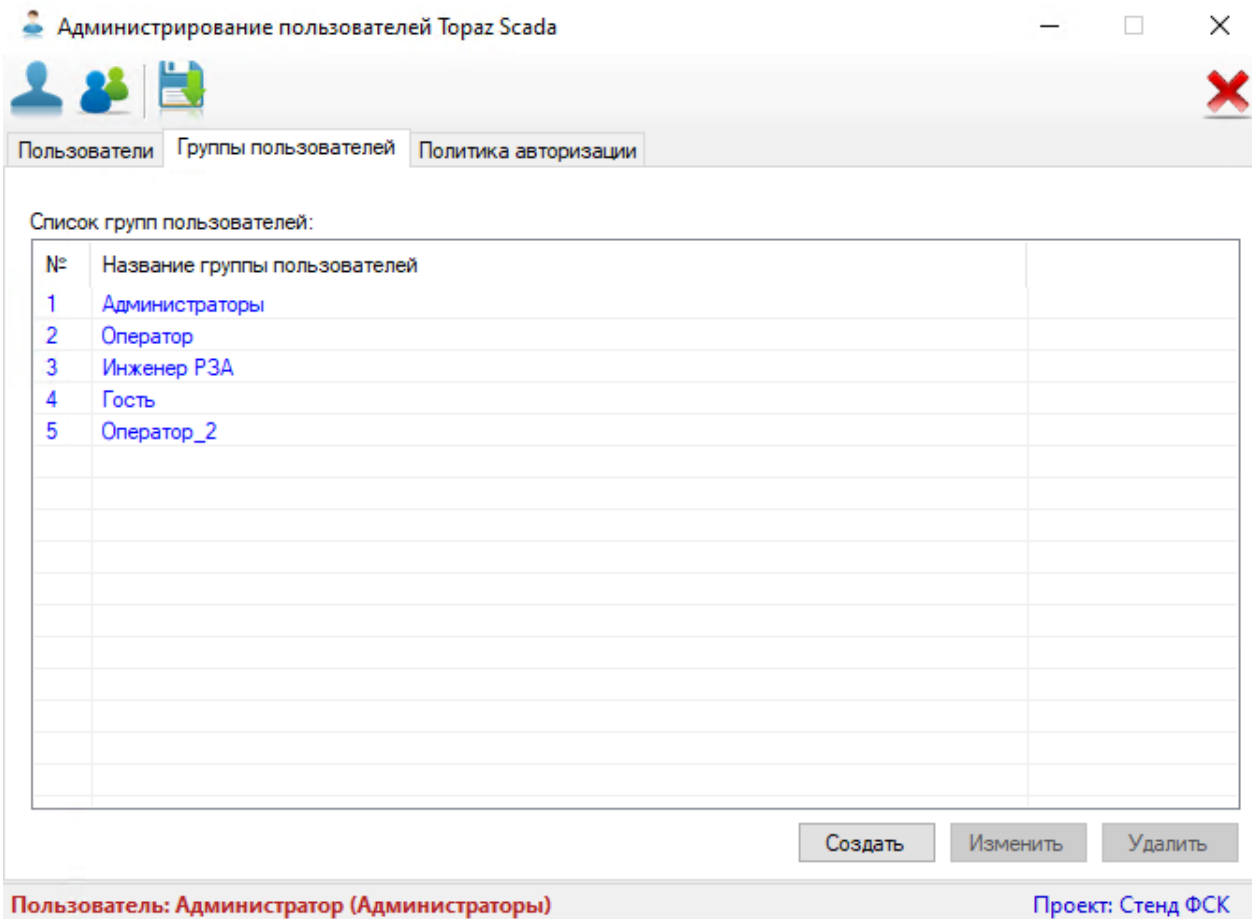 Администрирование пользователей Topaz Scada
Пользователи Группы пользователей Политика авторизации
Список групп пользователей:
№ Название группы пользователей
1 Администраторы
2 Оператор
3 Инженер РЗА
4 Гость
5 Оператор_2
Создать Изменить Удалить
Пользователь: Администратор (Администраторы) Проект: Стенд ФСК